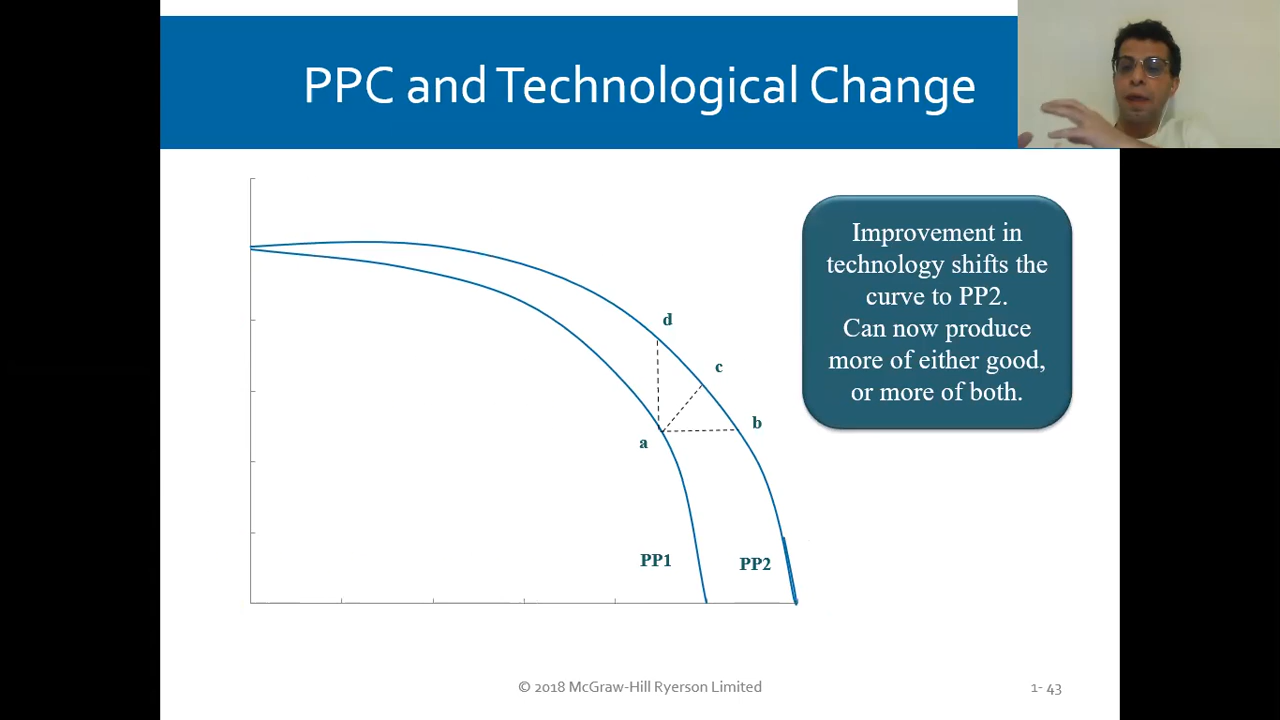 PPC and Technological Change
Improvement in
technology shifts the
curve to PP2.
Can now produce
more of either good,
or more of both.
d
c
b
a
PP1
PP2
© 2018 McGraw-Hill Ryerson Limited
1- 43